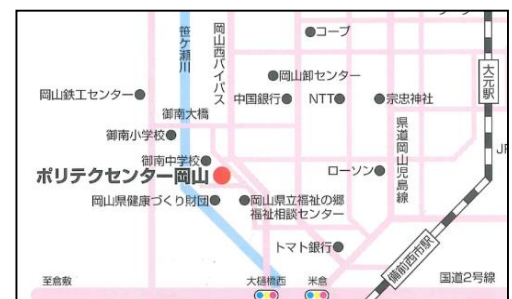 コープ
笹ヶ瀬川
岡山西バイパス
岡山卸センター
大元駅
岡山鉄工センター
中国銀行
NTT
宗忠神社
御南大橋
県道岡山児島線
御南小学校
御南中学校
ポリテクセンター岡山
ローソン
岡山県健康づくり財団
岡山県立福祉の郷
福祉相談センター
トマト銀行
備前西市駅
至倉敷
大樋橋西
米倉
国道2号線